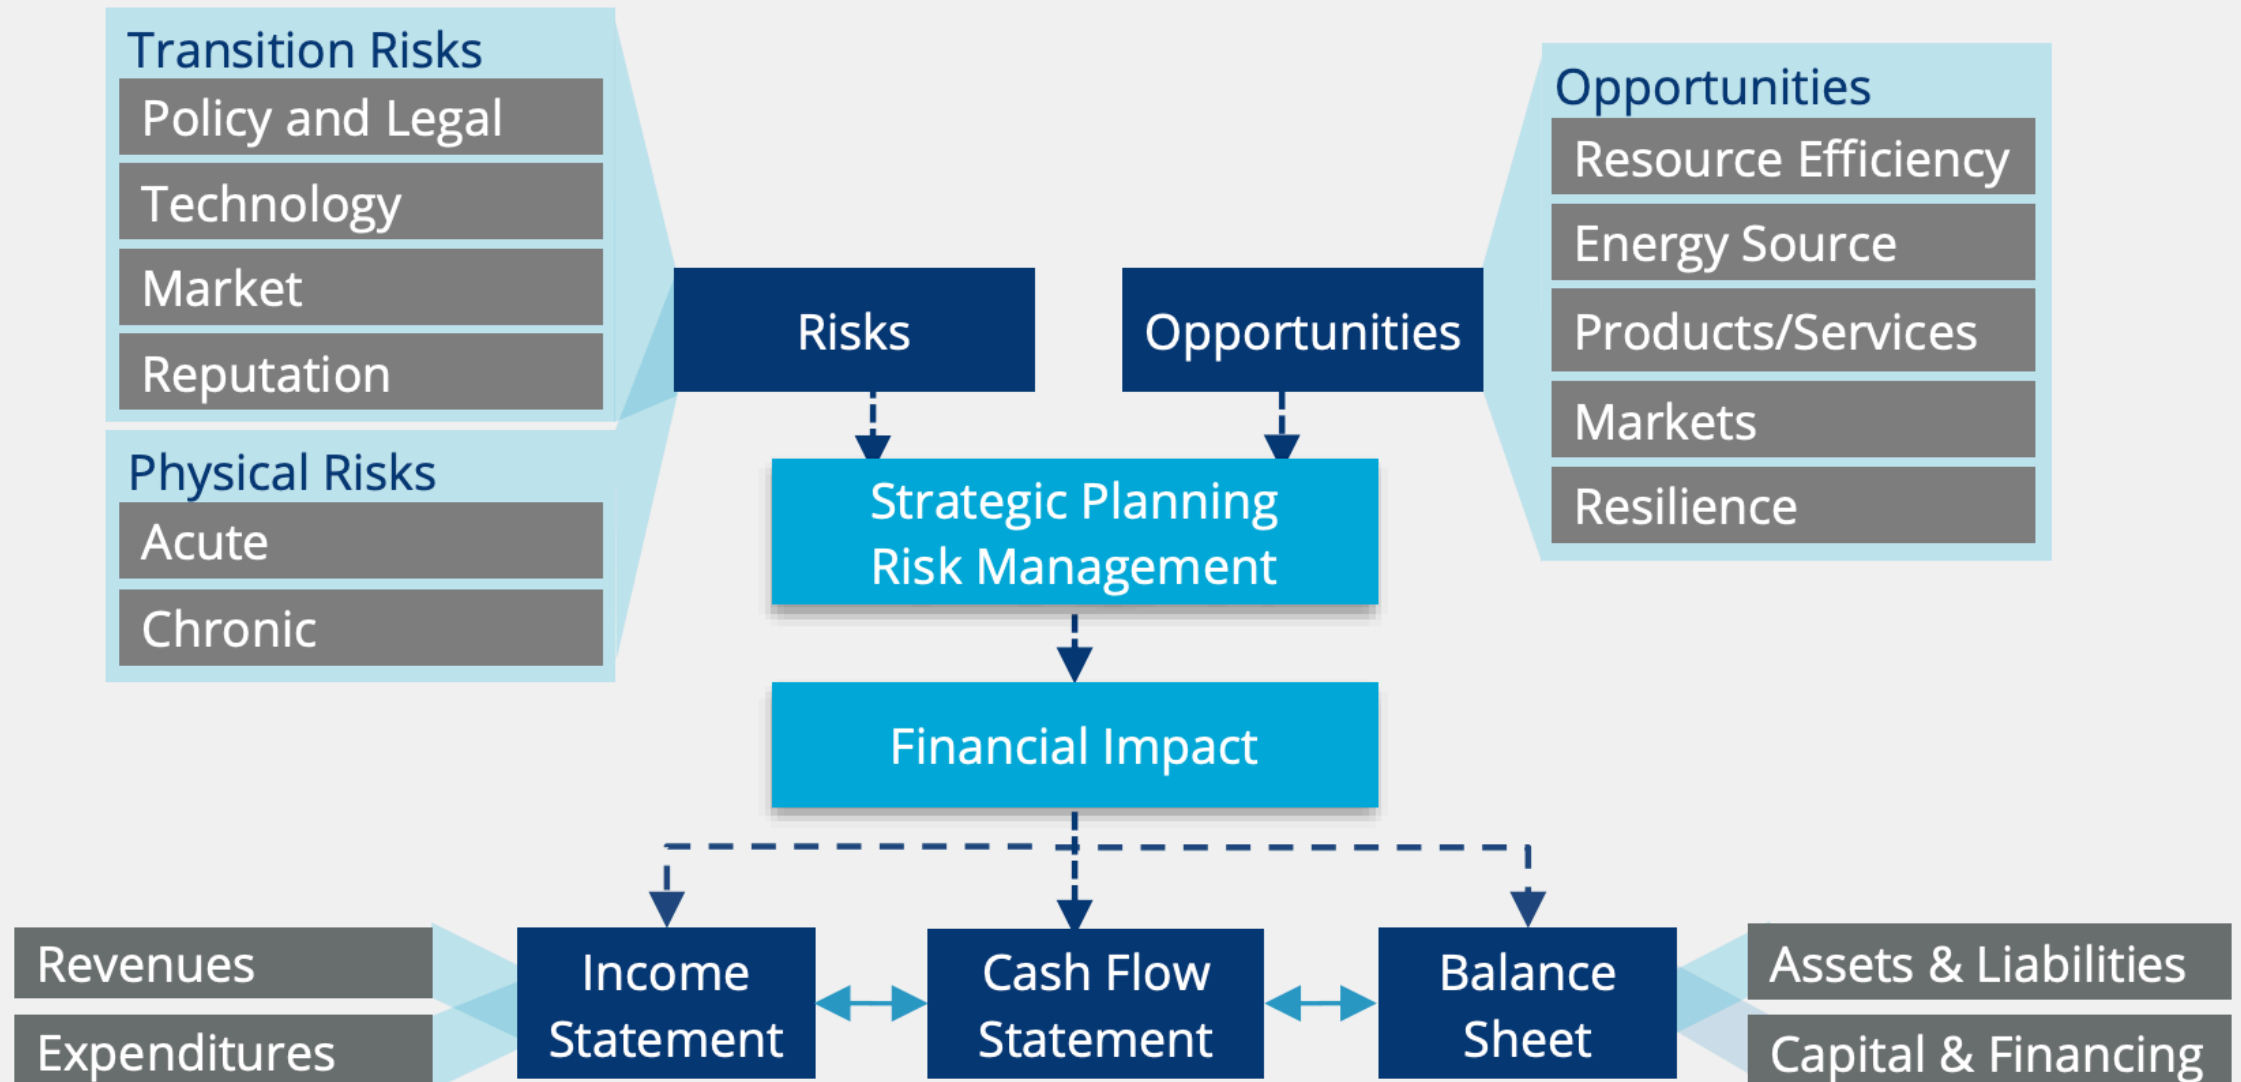 Transition Risks
Policy and Legal
Technology
Market
Reputation
Physical Risks
Acute
Chronic
Risks
Opportunities
Opportunities
Resource Efficiency
Energy Source
Products/Services
Markets
Resilience
Strategic Planning
Risk Management
Financial Impact
Revenues
Expenditures
Income
Statement
Cash Flow
Statement
Balance
Sheet
Assets & Liabilities
Capital & Financing